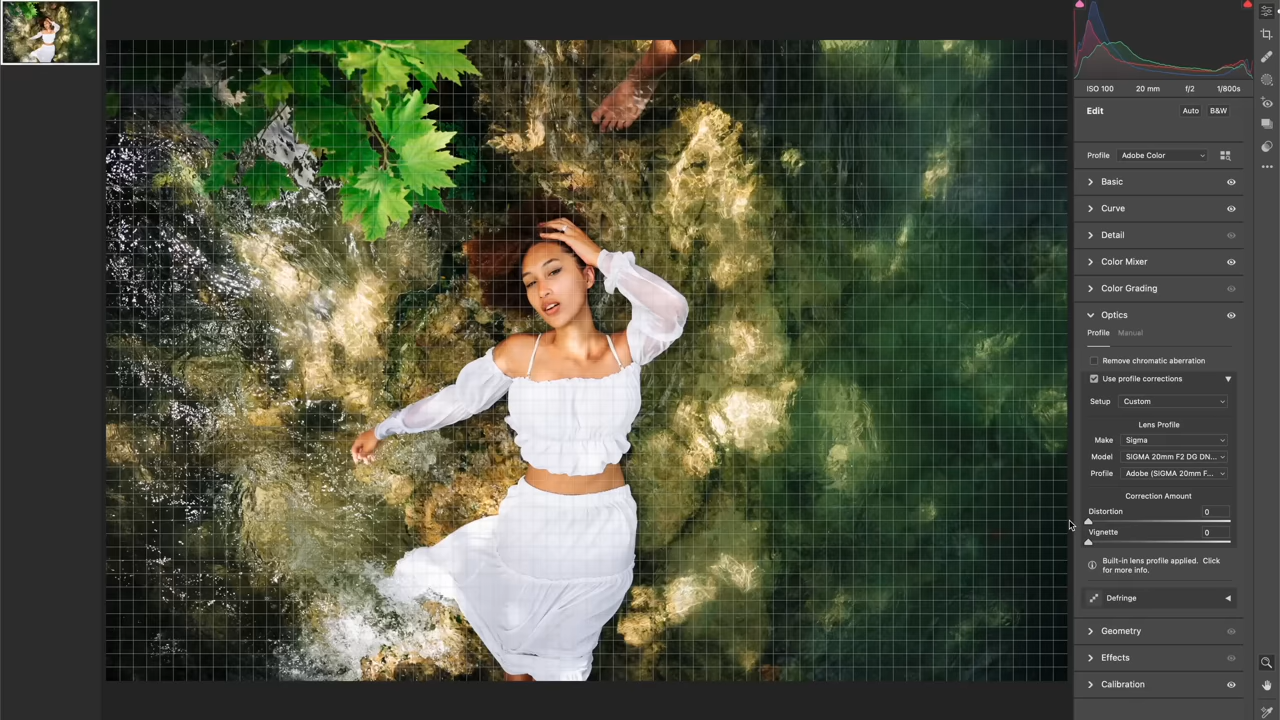 ISO 100 20 mm f/2 1/800s
Edit Auto B&W
Profile Adobe Color
Basic
Curve
Detail
Color Mixer
Color Grading
Optics
Profile Manual
Remove chromatic aberration
Use profile corrections
Setup Custom
Lens Profile
Make Sigma
Model SIGMA 20mm F2 DG DN...
Profile Adobe (SIGMA 20mm F...
Correction Amount
Distortion 0
Vignette 0
Built-in lens profile applied. Click
for more info.
Defringe
Geometry
Effects
Calibration